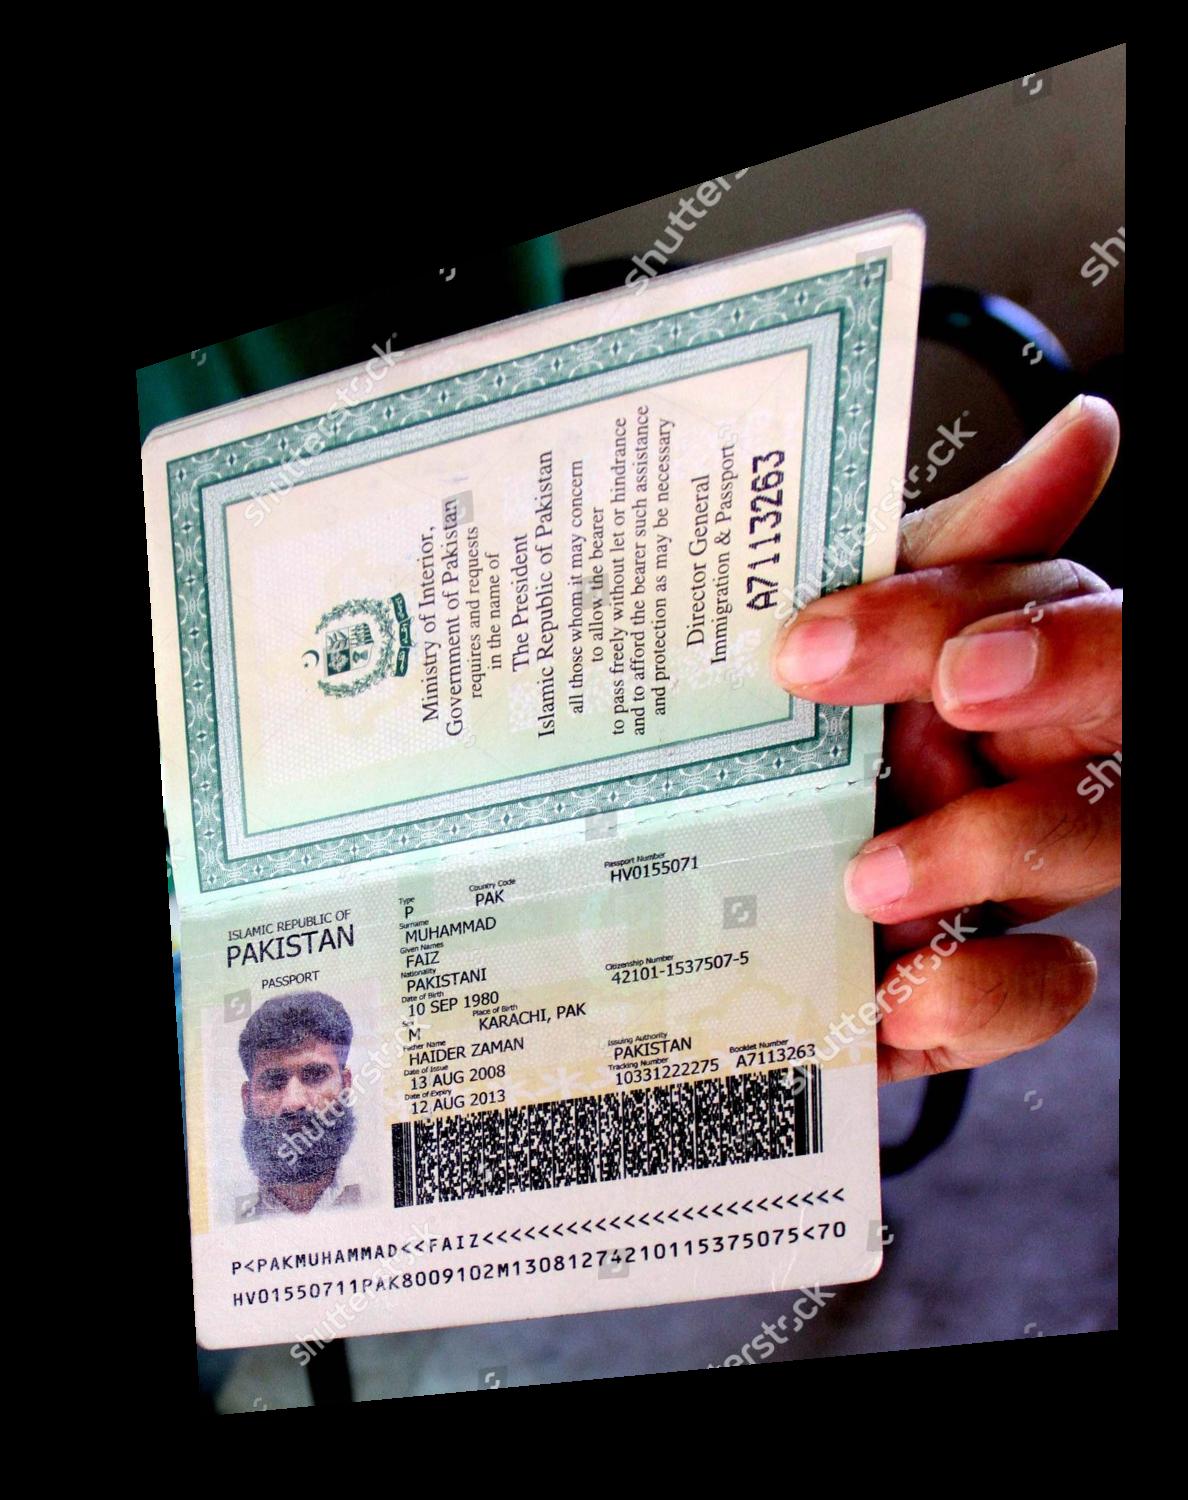 Ministry of Interior,
Government of Pakistan
requires and requests
in the name of
The President
Islamic Republic of Pakistan
all those whom it may concern
to allow the bearer
to pass freely without let or hindrance
and to afford the bearer such assistance
and protection as may be necessary
Director General
Immigration & Passport
A7113263
ISLAMIC REPUBLIC OF
PAKISTAN
PASSPORT
Type Country Code Passport Number
P PAK HV0155071
Surname
MUHAMMAD
Given Names
FAIZ
Nationality Citizenship Number
PAKISTANI 42101-1537507-5
Date of Birth
10 SEP 1980
Sex Place of Birth
M KARACHI, PAK
Father Name Issuing Authority
HAIDER ZAMAN PAKISTAN
Date of Issue Tracking Number Booklet Number
13 AUG 2008 10331222275 A7113263
Date of Expiry
12 AUG 2013
P<PAKMUHAMMAD<<FAIZ<<<<<<<<<<<<<<<<<<<<<<<<<
HV01550711PAK8009102M13081274210115375075<70
shutterstock